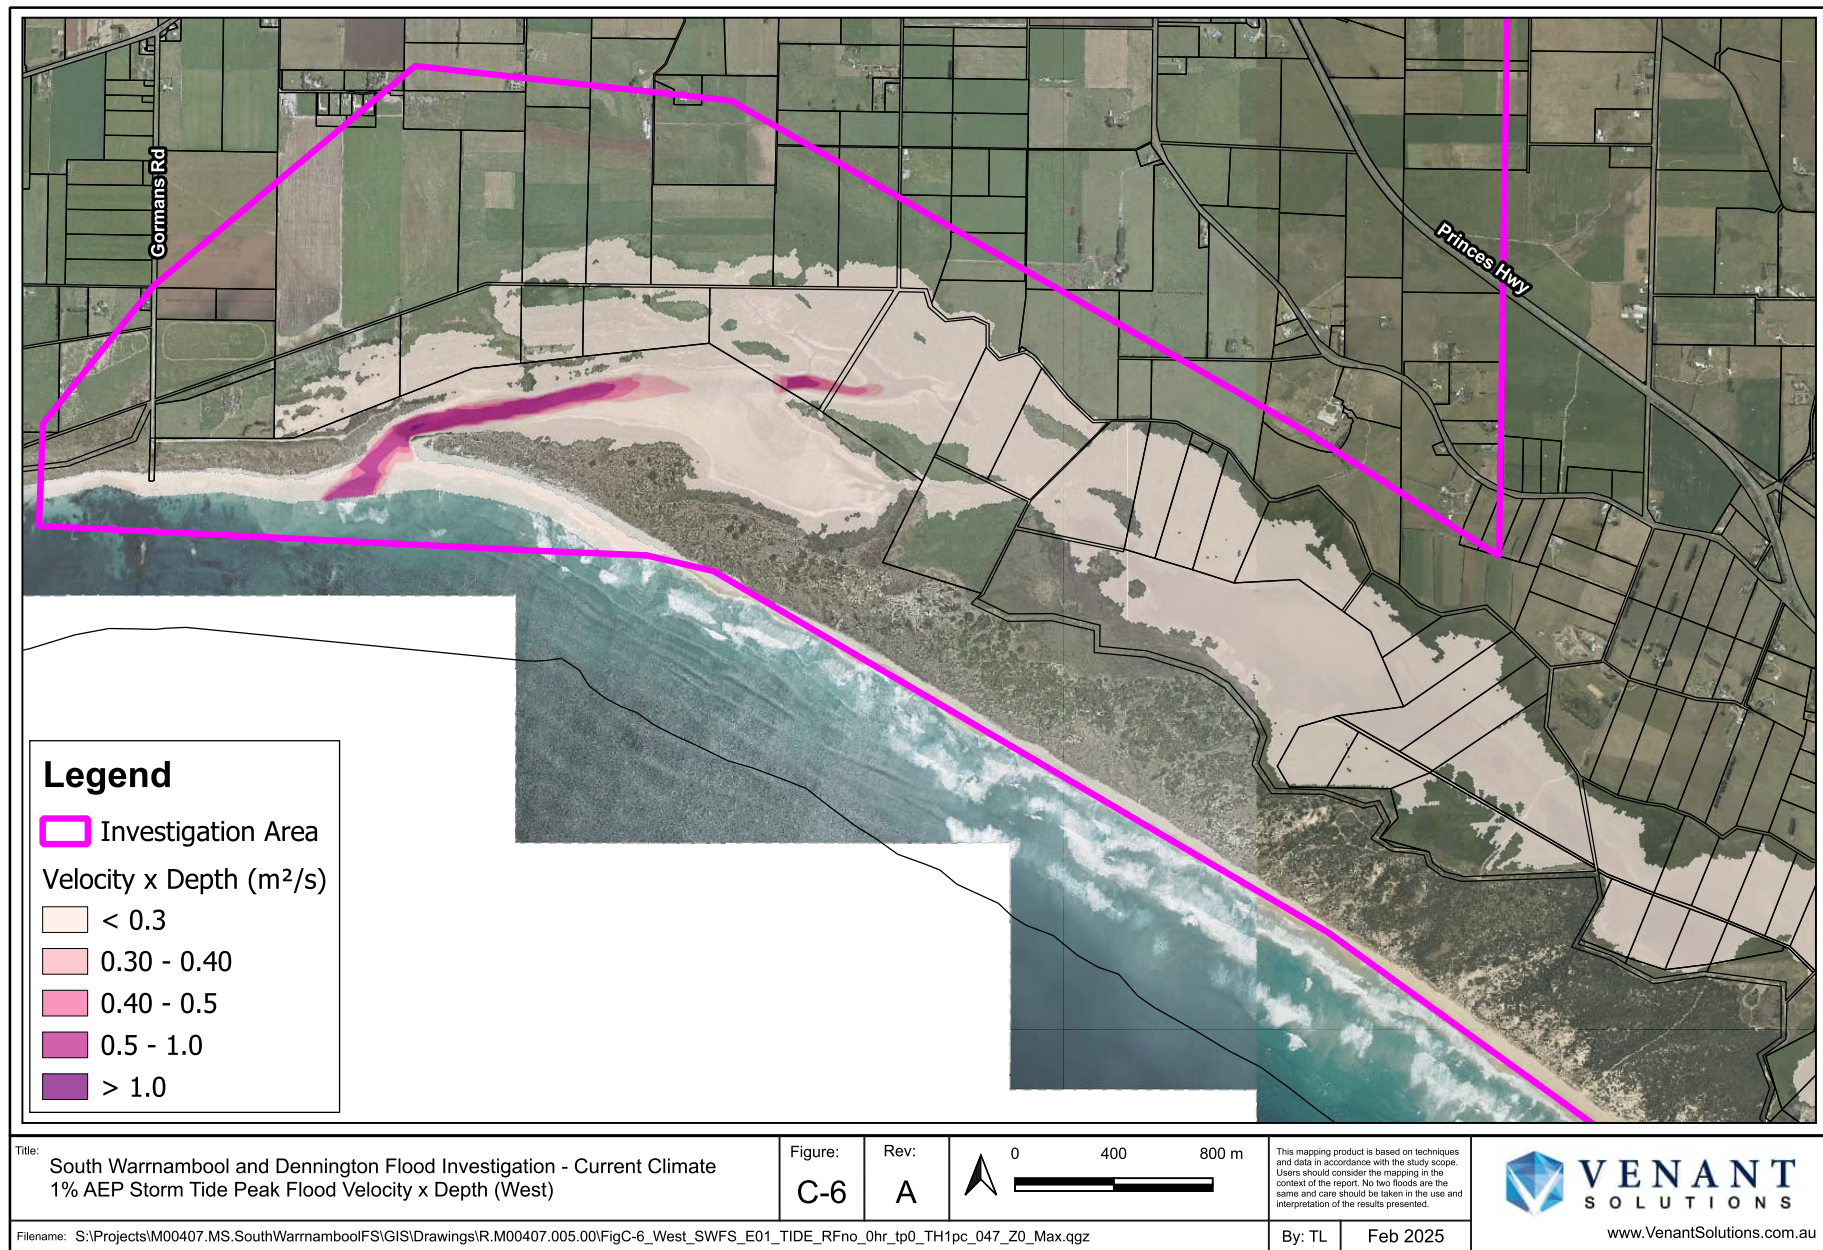 Gormans Rd
Princes Hwy
Legend
Investigation Area
Velocity x Depth (m²/s)
< 0.3
0.30 - 0.40
0.40 - 0.5
0.5 - 1.0
> 1.0
Title:
South Warrnambool and Dennington Flood Investigation - Current Climate
1% AEP Storm Tide Peak Flood Velocity x Depth (West)
Figure:
C-6
Rev:
A
0 400 800 m
This mapping product is based on techniques
and data in accordance with the study scope.
Users should consider the mapping in the
context of the report. No two floods are the
same and care should be taken in the use and
interpretation of the results presented.
VENANT
SOLUTIONS
www.VenantSolutions.com.au
Filename: S:\Projects\M00407.MS.SouthWarrnamboolFS\GIS\Drawings\R.M00407.005.00\FigC-6_West_SWFS_E01_TIDE_RFno_0hr_tp0_TH1pc_047_Z0_Max.qgz
By: TL
Feb 2025